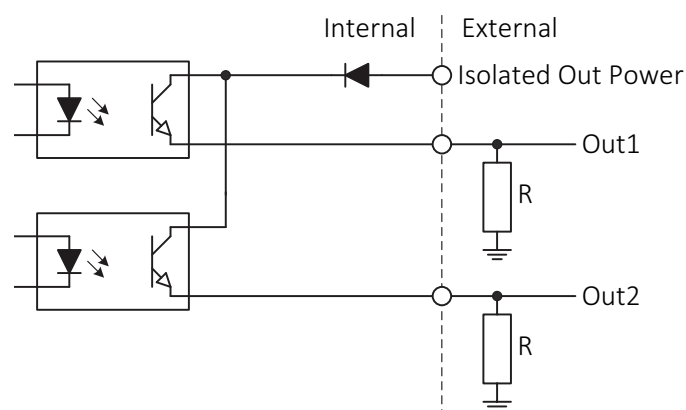 Internal
External
Isolated Out Power
Out1
R
Out2
R